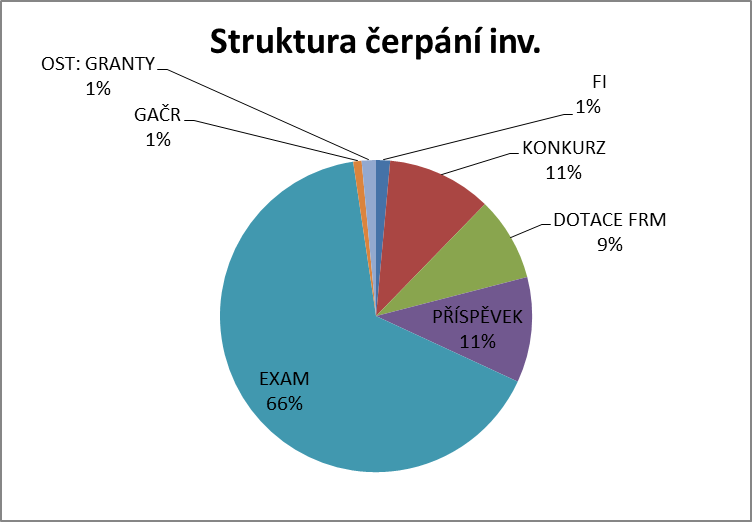 Struktura čerpání inv.
OST: GRANTY
1%
GAČR
1%
FI
1%
KONKURZ
11%
DOTACE FRM
9%
PŘÍSPĚVEK
11%
EXAM
66%